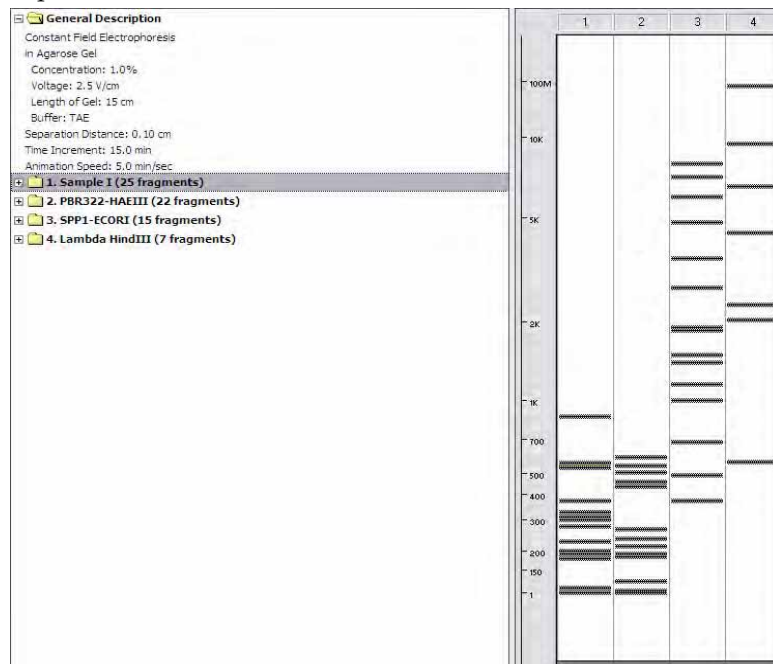 General Description
Constant Field Electrophoresis
in Agarose Gel
Concentration: 1.0%
Voltage: 2.5 V/cm
Length of Gel: 15 cm
Buffer: TAE
Separation Distance: 0.10 cm
Time Increment: 15.0 min
Animation Speed: 5.0 min/sec
1. Sample I (25 fragments)
2. PBR322-HAEIII (22 fragments)
3. SPP1-ECORI (15 fragments)
4. Lambda HindIII (7 fragments)
1 2 3 4
100M
10K
5K
2K
1K
700
500
400
300
200
150
1